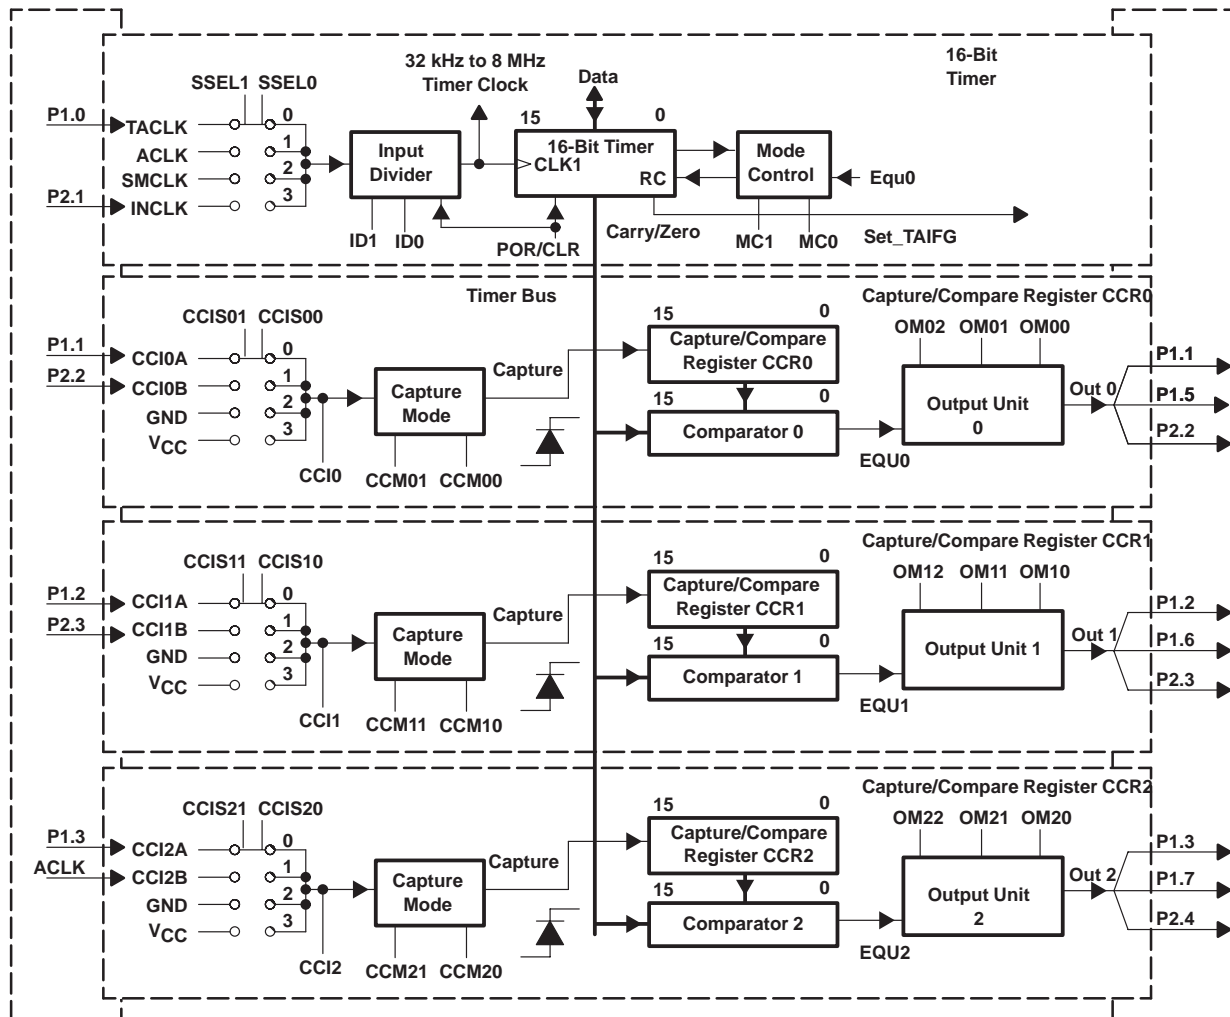 32 kHz to 8 MHz
Timer Clock
Data
16-Bit
Timer
SSEL1 SSEL0
15 0
P1.0
TACLK
0
ACLK
1
SMCLK
2
P2.1
INCLK
3
Input
Divider
16-Bit Timer
CLK1
RC
Mode
Control
Equ0
ID1 ID0
POR/CLR
Carry/Zero
MC1 MC0
Set_TAIFG
Timer Bus
Capture/Compare Register CCR0
CCIS01 CCIS00
15 0
OM02 OM01 OM00
P1.1
CCI0A
0
P2.2
CCI0B
1
GND
2
VCC
3
CCI0
Capture
Mode
Capture
CCM01 CCM00
Capture/Compare
Register CCR0
15 0
Comparator 0
EQU0
Output Unit
0
Out 0
P1.1
P1.5
P2.2
Capture/Compare Register CCR1
CCIS11 CCIS10
15 0
OM12 OM11 OM10
P1.2
CCI1A
0
P2.3
CCI1B
1
GND
2
VCC
3
CCI1
Capture
Mode
Capture
CCM11 CCM10
Capture/Compare
Register CCR1
15 0
Comparator 1
EQU1
Output Unit 1
Out 1
P1.2
P1.6
P2.3
Capture/Compare Register CCR2
CCIS21 CCIS20
15 0
OM22 OM21 OM20
P1.3
CCI2A
0
ACLK
CCI2B
1
GND
2
VCC
3
CCI2
Capture
Mode
Capture
CCM21 CCM20
Capture/Compare
Register CCR2
15 0
Comparator 2
EQU2
Output Unit
2
Out 2
P1.3
P1.7
P2.4